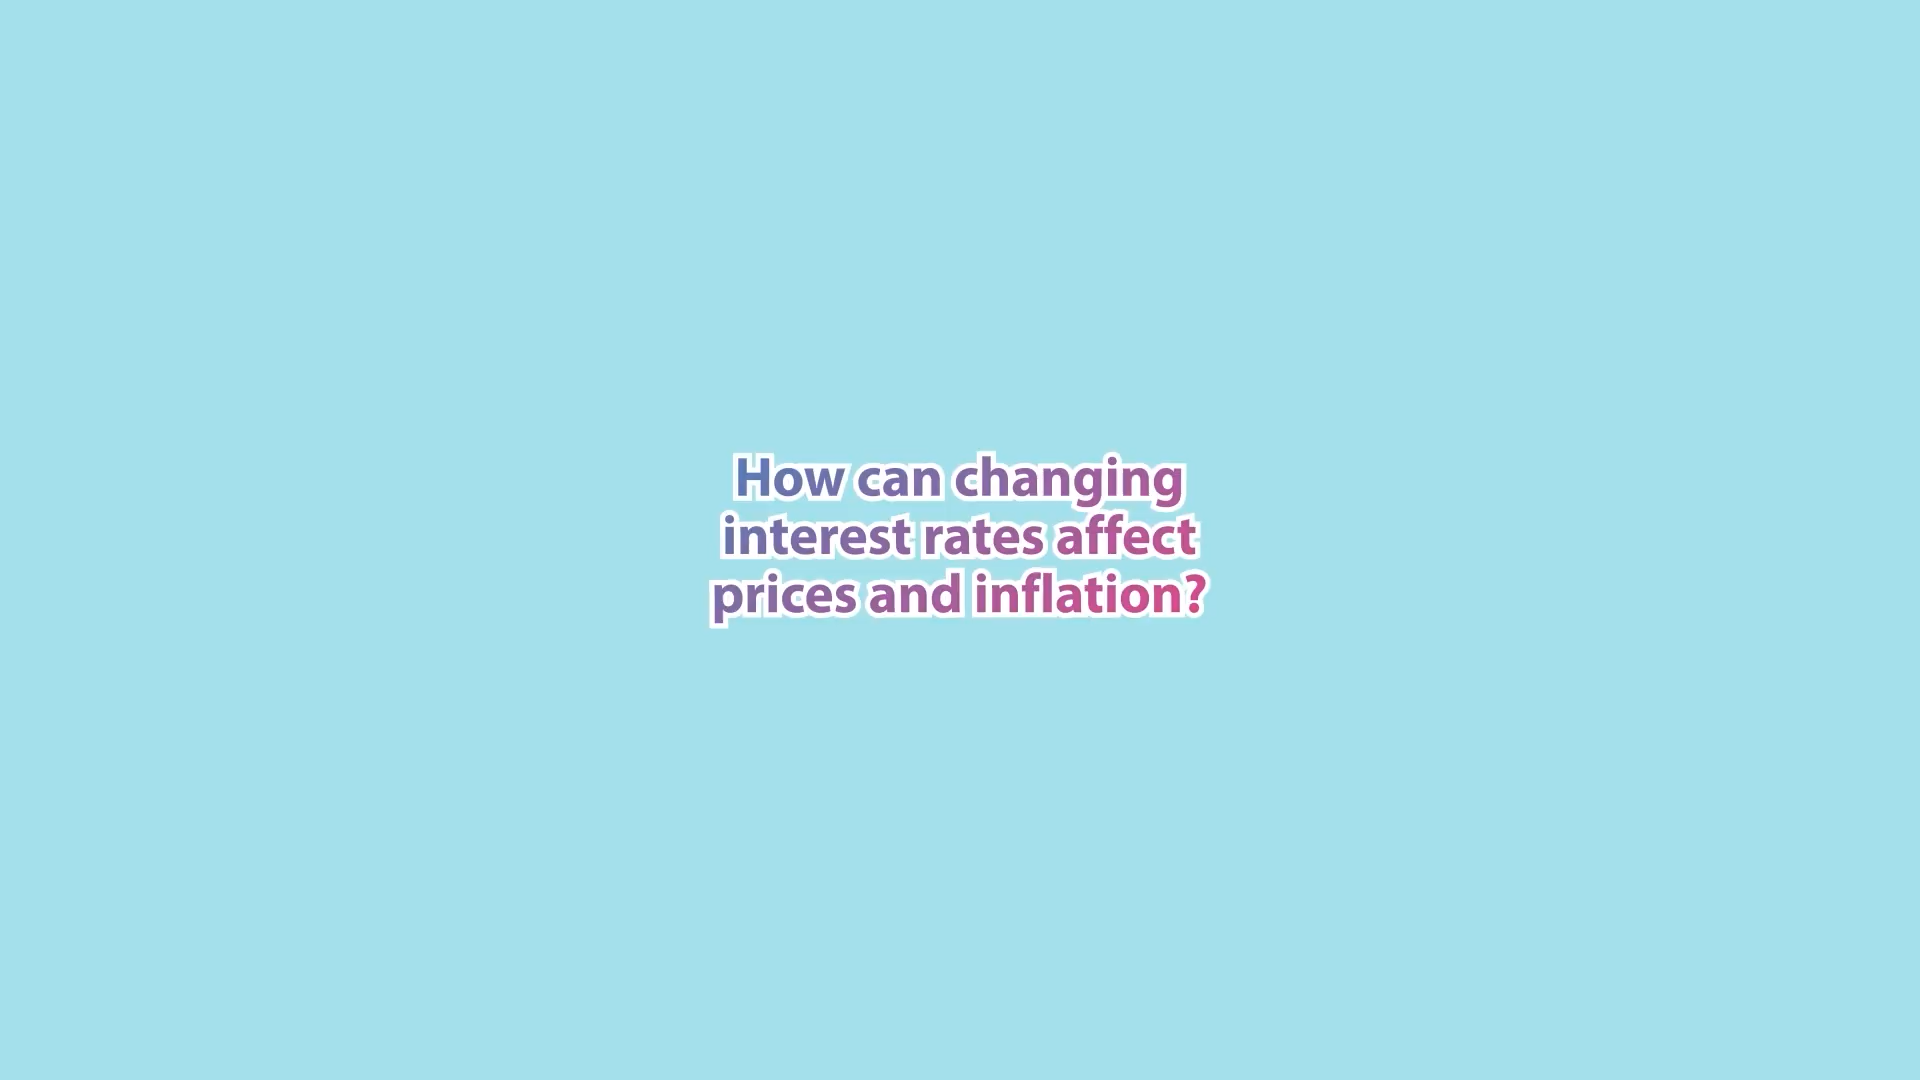 How can changing
interest rates affect
prices and inflation?